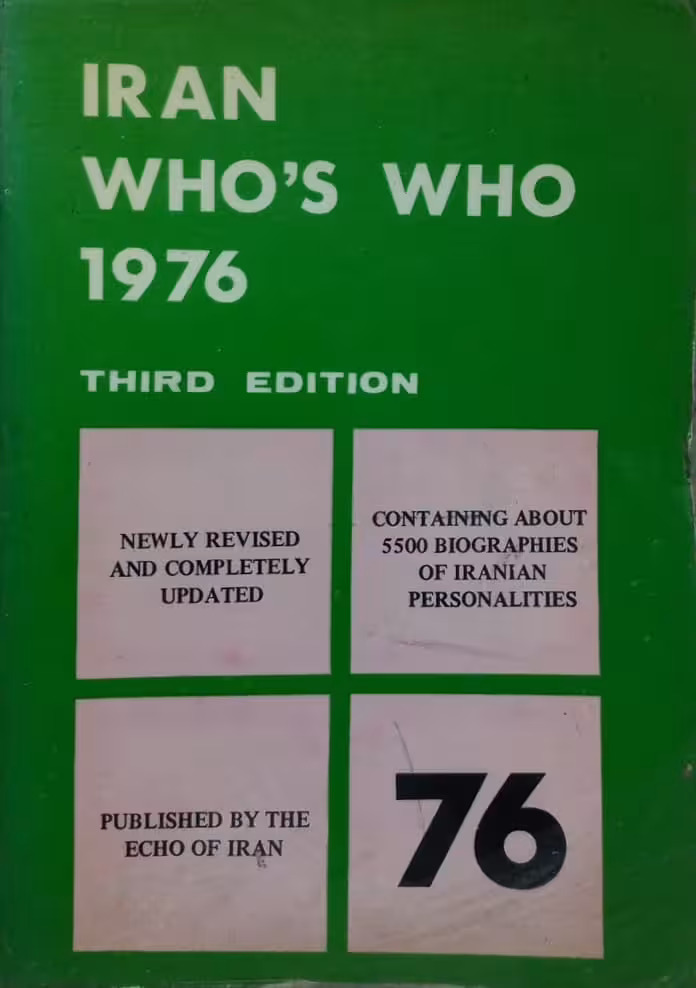 IRAN
WHO'S WHO
1976
THIRD EDITION
NEWLY REVISED
AND COMPLETELY
UPDATED
CONTAINING ABOUT
5500 BIOGRAPHIES
OF IRANIAN
PERSONALITIES
PUBLISHED BY THE
ECHO OF IRAN
76